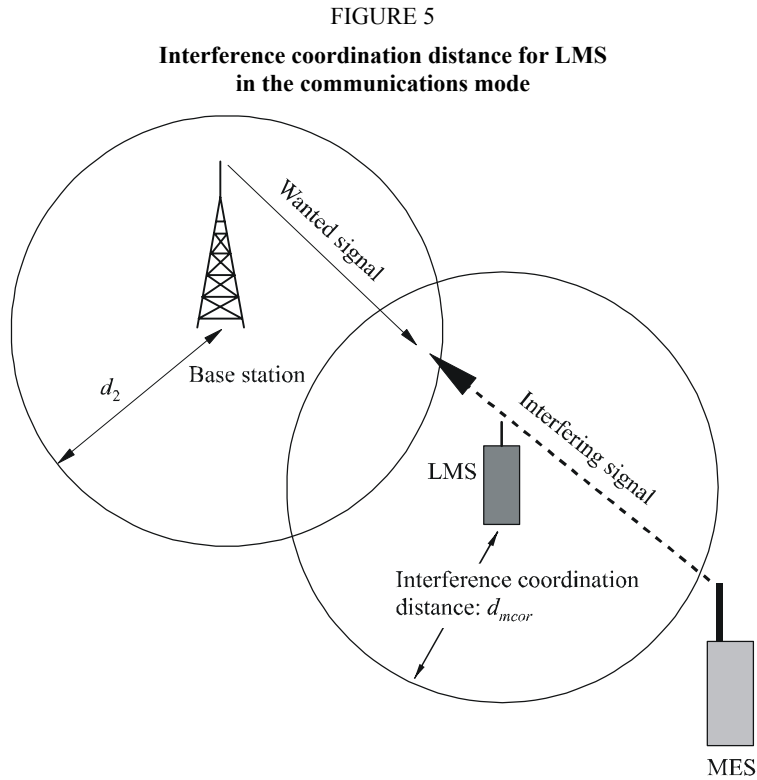 FIGURE 5
Interference coordination distance for LMS
in the communications mode
Wanted signal
d2
Base station
Interfering signal
LMS
Interference coordination
distance: dmcor
MES